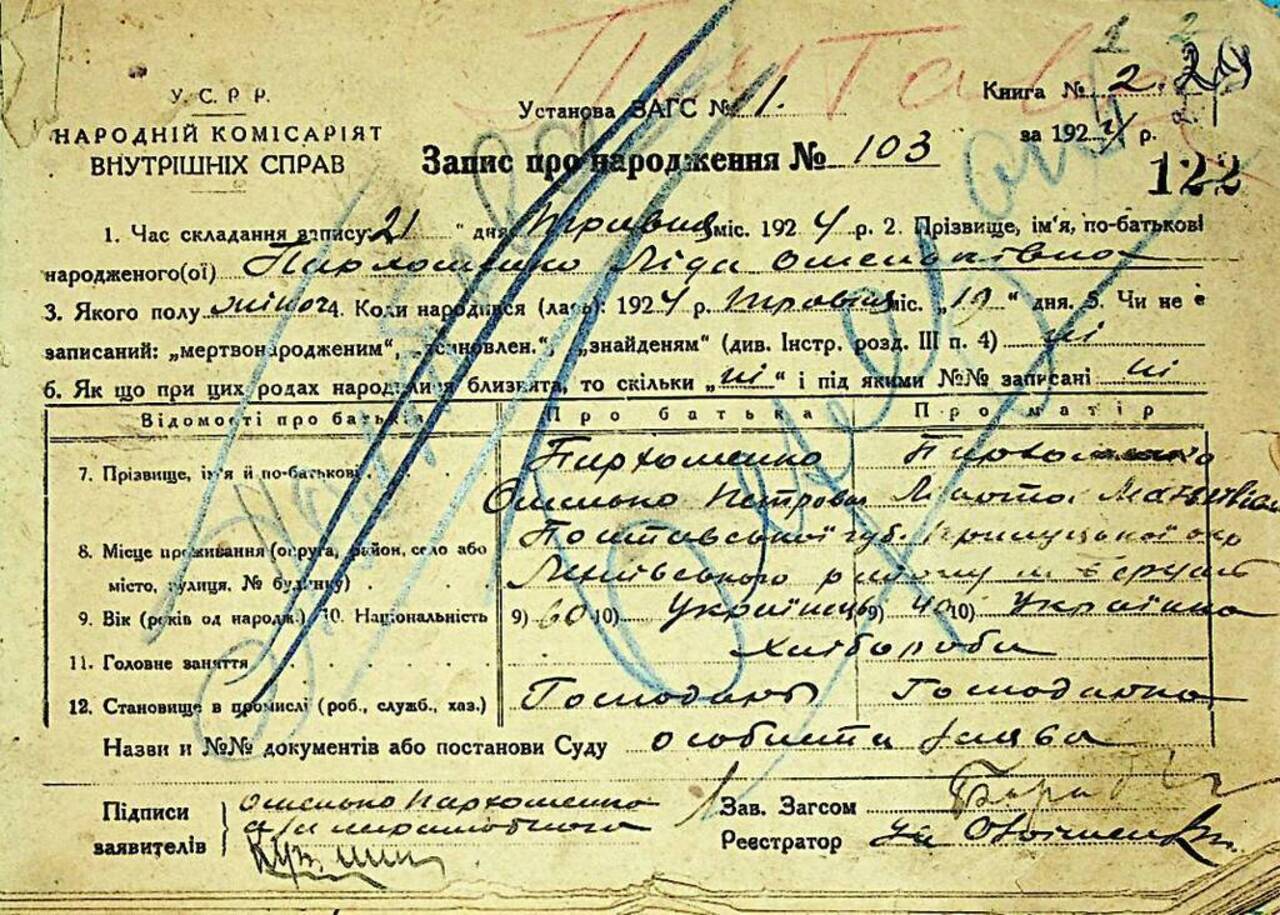 У. С. Р. Р.
НАРОДНІЙ КОМІСАРІЯТ
ВНУТРІШНІХ СПРАВ
Установа ЗАГС № 1.
Книга № 2.
за 1924 р.
Запис про народження № 103
122
1. Час складання запису „21“ дня Травня міс. 1924 р. 2. Прізвище, ім'я, по-батькові
народженого(ої) Пархоменко Ліда Омельківна
3. Якого полу жіноч 4. Коли народився (лась): 1924 р. Травня міс. „19“ дня. 5. Чи не є
записаний: „мертвонародженим“, „усиновлен.“, „знайденям“ (див. Інстр. розд. III п. 4) ні
6. Як що при цих родах народилися близнята, то скільки „ні“ і під якими №№ записані ні
Відомості про батьків Про батька Про матір
7. Прізвище, ім'я й по-батькові Пархоменко Пархоменко
Омелько Петрович Марта
8. Місце проживання (округа, район, село або Полтавської губ. Прилуцької окр
місто, вулиця. № будинку)
9. Вік (років од народж.) 10. Національність 9) 60 10) Українець 9) 40 10) Українка
11. Головне заняття хлібороби
12. Становище в промислі (роб., служб., хаз.) Господарь Господарка
Назви и №№ документів або постанови Суду особиста заява
Підписи
заявителів
Омелько Пархоменко
Зав. Загсом
Реєстратор